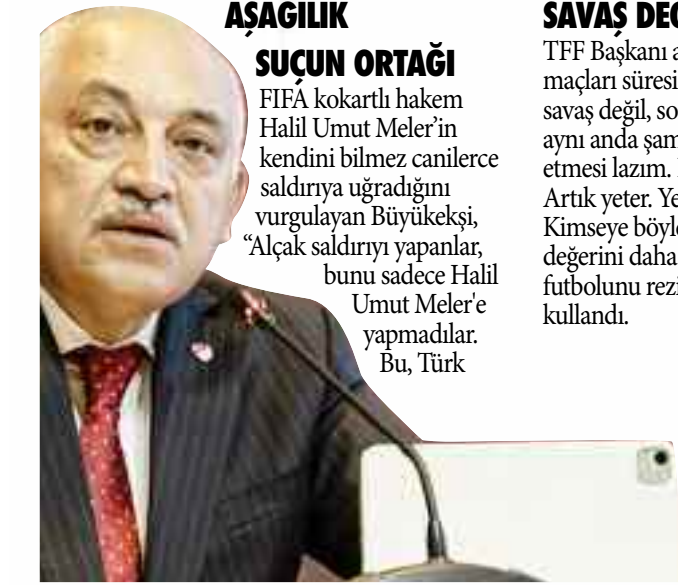 AŞAĞILIK
SUÇUN ORTAĞI
FIFA kokartlı hakem
Halil Umut Meler’in
kendini bilmez canilerce
saldırıya uğradığını
vurgulayan Büyükekşi,
“Alçak saldırıyı yapanlar,
bunu sadece Halil
Umut Meler'e
yapmadılar.
Bu, Türk
SAVAŞ DEĞ
TFF Başkanı a
maçları süresi
savaş değil, so
aynı anda şam
etmesi lazım.
Artık yeter. Ye
Kimseye böyle
değerini daha
futbolunu rezi
kullandı.